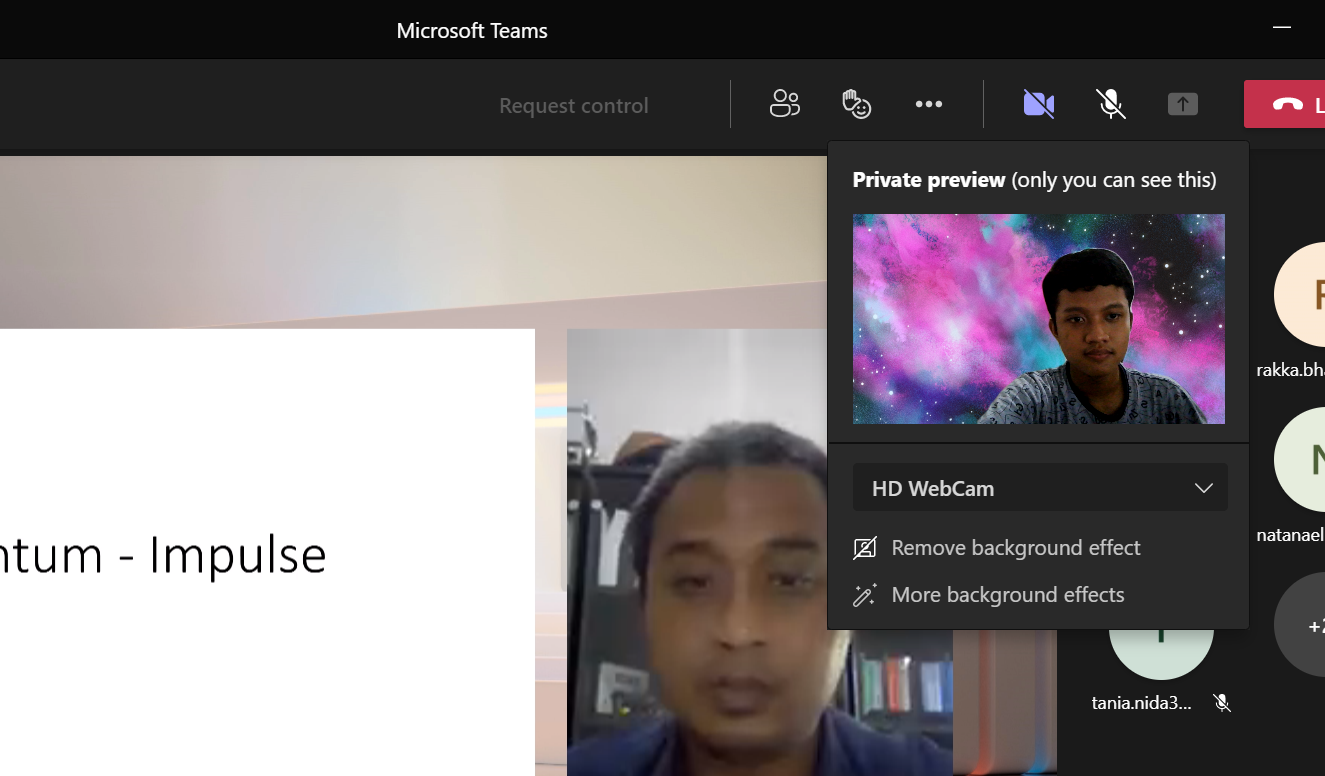 Microsoft Teams
Request control
L
Private preview (only you can see this)
HD WebCam
Remove background effect
More background effects
ntum - Impulse
rakka.bha
N
natanael
+2
tania.nida3...